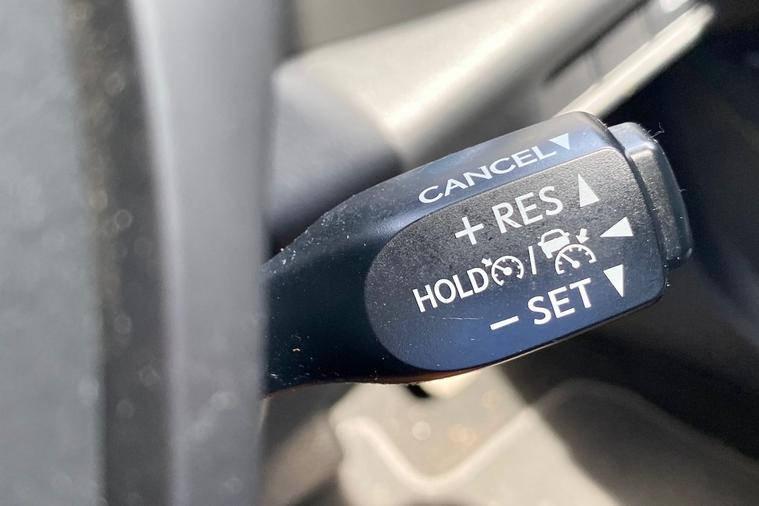 CANCEL
+ RES
HOLD /
− SET